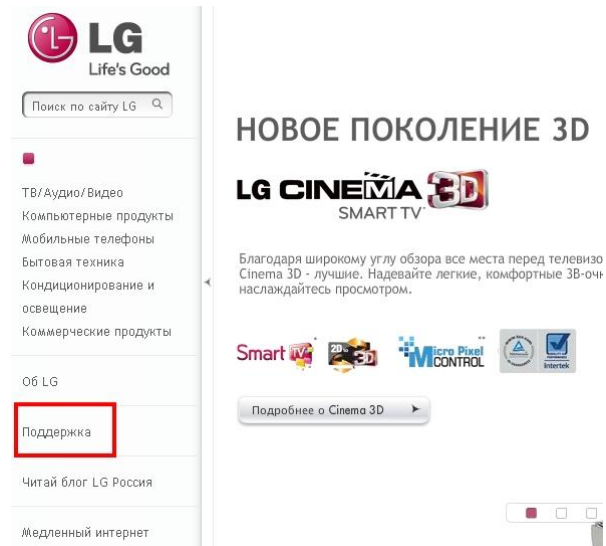 LG
Life's Good
Поиск по сайту LG
ТВ/Аудио/Видео
Компьютерные продукты
Мобильные телефоны
Бытовая техника
Кондиционирование и
освещение
Коммерческие продукты
Об LG
Поддержка
Читай блог LG Россия
Медленный интернет
НОВОЕ ПОКОЛЕНИЕ 3D
LG CINEMA 3D
SMART TV
Благодаря широкому углу обзора все места перед телевизо
Cinema 3D - лучшие. Надевайте легкие, комфортные 3D-очк
наслаждайтесь просмотром.
Smart TV
2D 3D
Micro Pixel
CONTROL
Intertek
Подробнее о Cinema 3D